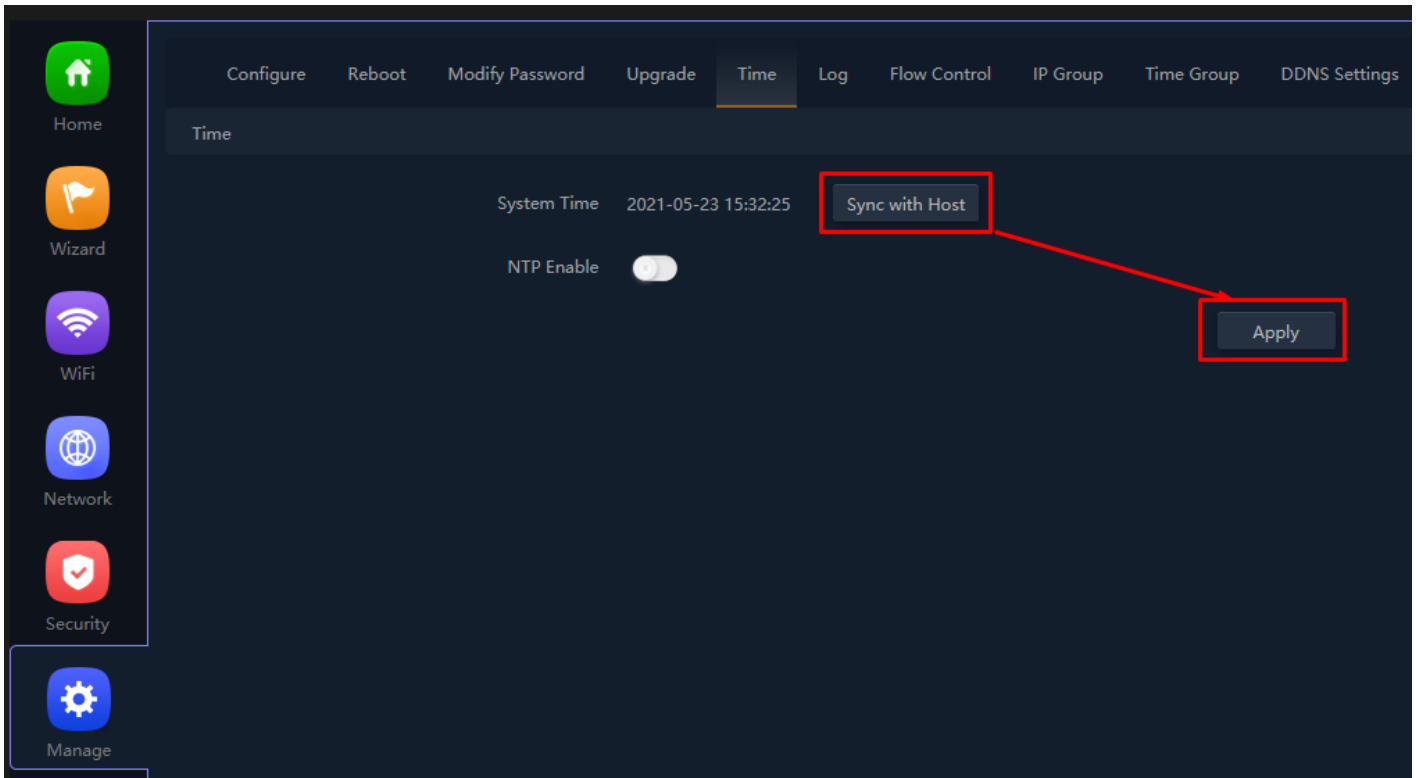 Configure Reboot Modify Password Upgrade Time Log Flow Control IP Group Time Group DDNS Settings
Home
Time
System Time 2021-05-23 15:32:25 Sync with Host
Wizard
NTP Enable
Apply
WiFi
Network
Security
Manage